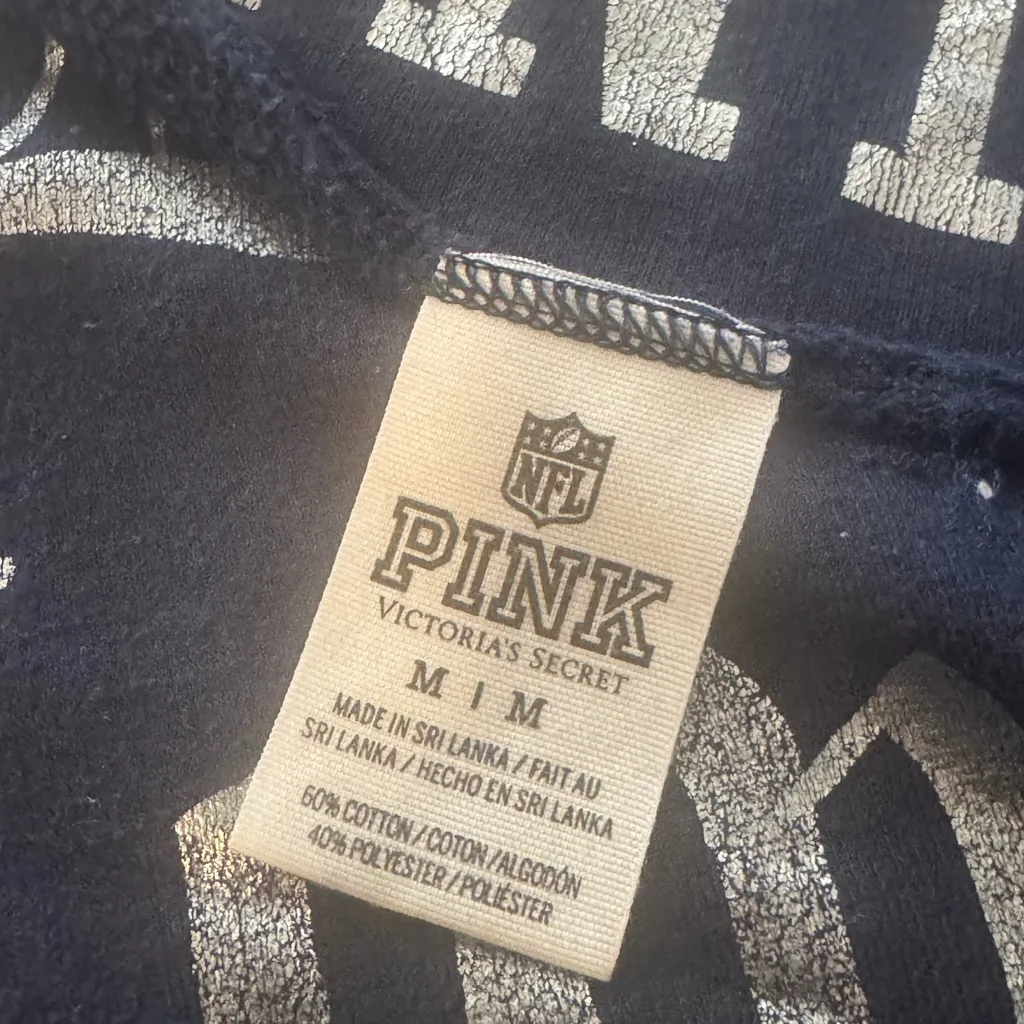 NFL
PINK
VICTORIA'S SECRET
M | M
MADE IN SRI LANKA / FAIT AU
SRI LANKA / HECHO EN SRI LANKA
60% COTTON / COTON / ALGODÓN
40% POLYESTER / POLIÉSTER